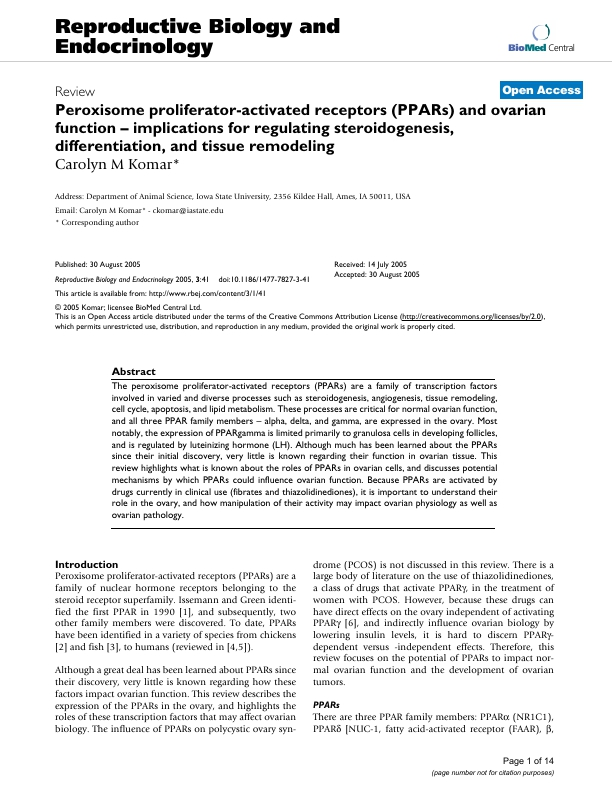 Reproductive Biology and
Endocrinology
BioMed Central
Open Access
Review
Peroxisome proliferator-activated receptors (PPARs) and ovarian
function – implications for regulating steroidogenesis,
differentiation, and tissue remodeling
Carolyn M Komar*
Address: Department of Animal Science, Iowa State University, 2356 Kildee Hall, Ames, IA 50011, USA
Email: Carolyn M Komar* - ckomar@iastate.edu
* Corresponding author
Published: 30 August 2005
Reproductive Biology and Endocrinology 2005, 3:41 doi:10.1186/1477-7827-3-41
Received: 14 July 2005
Accepted: 30 August 2005
This article is available from: http://www.rbej.com/content/3/1/41
© 2005 Komar; licensee BioMed Central Ltd.
This is an Open Access article distributed under the terms of the Creative Commons Attribution License (http://creativecommons.org/licenses/by/2.0),
which permits unrestricted use, distribution, and reproduction in any medium, provided the original work is properly cited.
Abstract
The peroxisome proliferator-activated receptors (PPARs) are a family of transcription factors
involved in varied and diverse processes such as steroidogenesis, angiogenesis, tissue remodeling,
cell cycle, apoptosis, and lipid metabolism. These processes are critical for normal ovarian function,
and all three PPAR family members – alpha, delta, and gamma, are expressed in the ovary. Most
notably, the expression of PPARgamma is limited primarily to granulosa cells in developing follicles,
and is regulated by luteinizing hormone (LH). Although much has been learned about the PPARs
since their initial discovery, very little is known regarding their function in ovarian tissue. This
review highlights what is known about the roles of PPARs in ovarian cells, and discusses potential
mechanisms by which PPARs could influence ovarian function. Because PPARs are activated by
drugs currently in clinical use (fibrates and thiazolidinediones), it is important to understand their
role in the ovary, and how manipulation of their activity may impact ovarian physiology as well as
ovarian pathology.
Introduction
Peroxisome proliferator-activated receptors (PPARs) are a
family of nuclear hormone receptors belonging to the
steroid receptor superfamily. Issemann and Green identi-
fied the first PPAR in 1990 [1], and subsequently, two
other family members were discovered. To date, PPARs
have been identified in a variety of species from chickens
[2] and fish [3], to humans (reviewed in [4,5]).
Although a great deal has been learned about PPARs since
their discovery, very little is known regarding how these
factors impact ovarian function. This review describes the
expression of the PPARs in the ovary, and highlights the
roles of these transcription factors that may affect ovarian
biology. The influence of PPARs on polycystic ovary syn-
drome (PCOS) is not discussed in this review. There is a
large body of literature on the use of thiazolidinediones,
a class of drugs that activate PPARγ, in the treatment of
women with PCOS. However, because these drugs can
have direct effects on the ovary independent of activating
PPARγ [6], and indirectly influence ovarian biology by
lowering insulin levels, it is hard to discern PPARγ-
dependent versus -independent effects. Therefore, this
review focuses on the potential of PPARs to impact nor-
mal ovarian function and the development of ovarian
tumors.
PPARs
There are three PPAR family members: PPARα (NR1C1),
PPARδ [NUC-1, fatty acid-activated receptor (FAAR), β,
Page 1 of 14
(page number not for citation purposes)